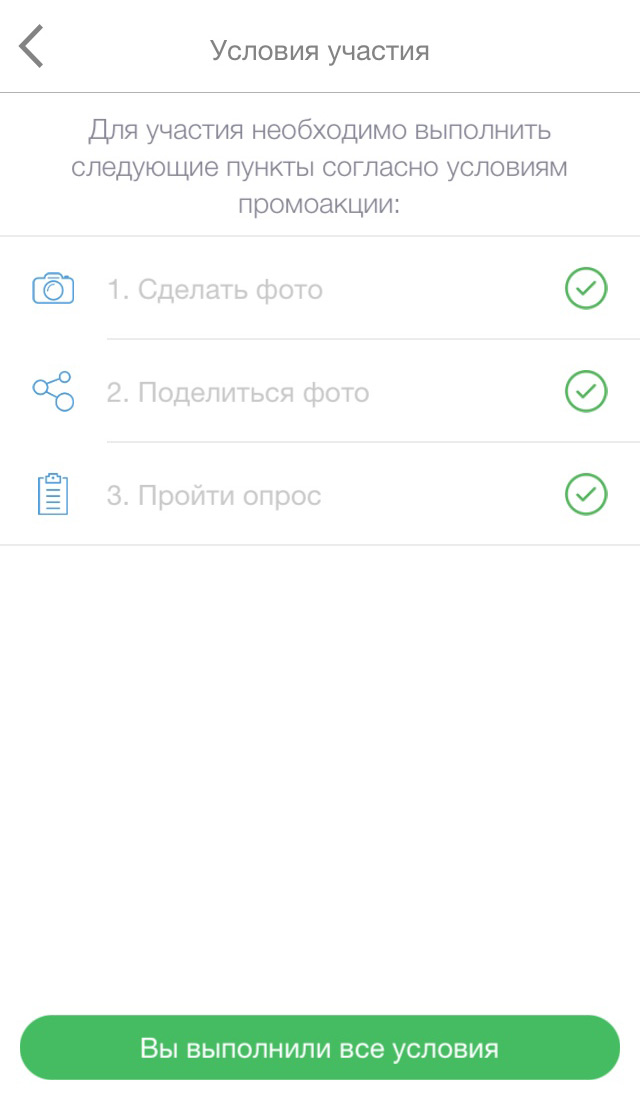 Условия участия
Для участия необходимо выполнить
следующие пункты согласно условиям
промоакции:
1. Сделать фото
2. Поделиться фото
3. Пройти опрос
Вы выполнили все условия